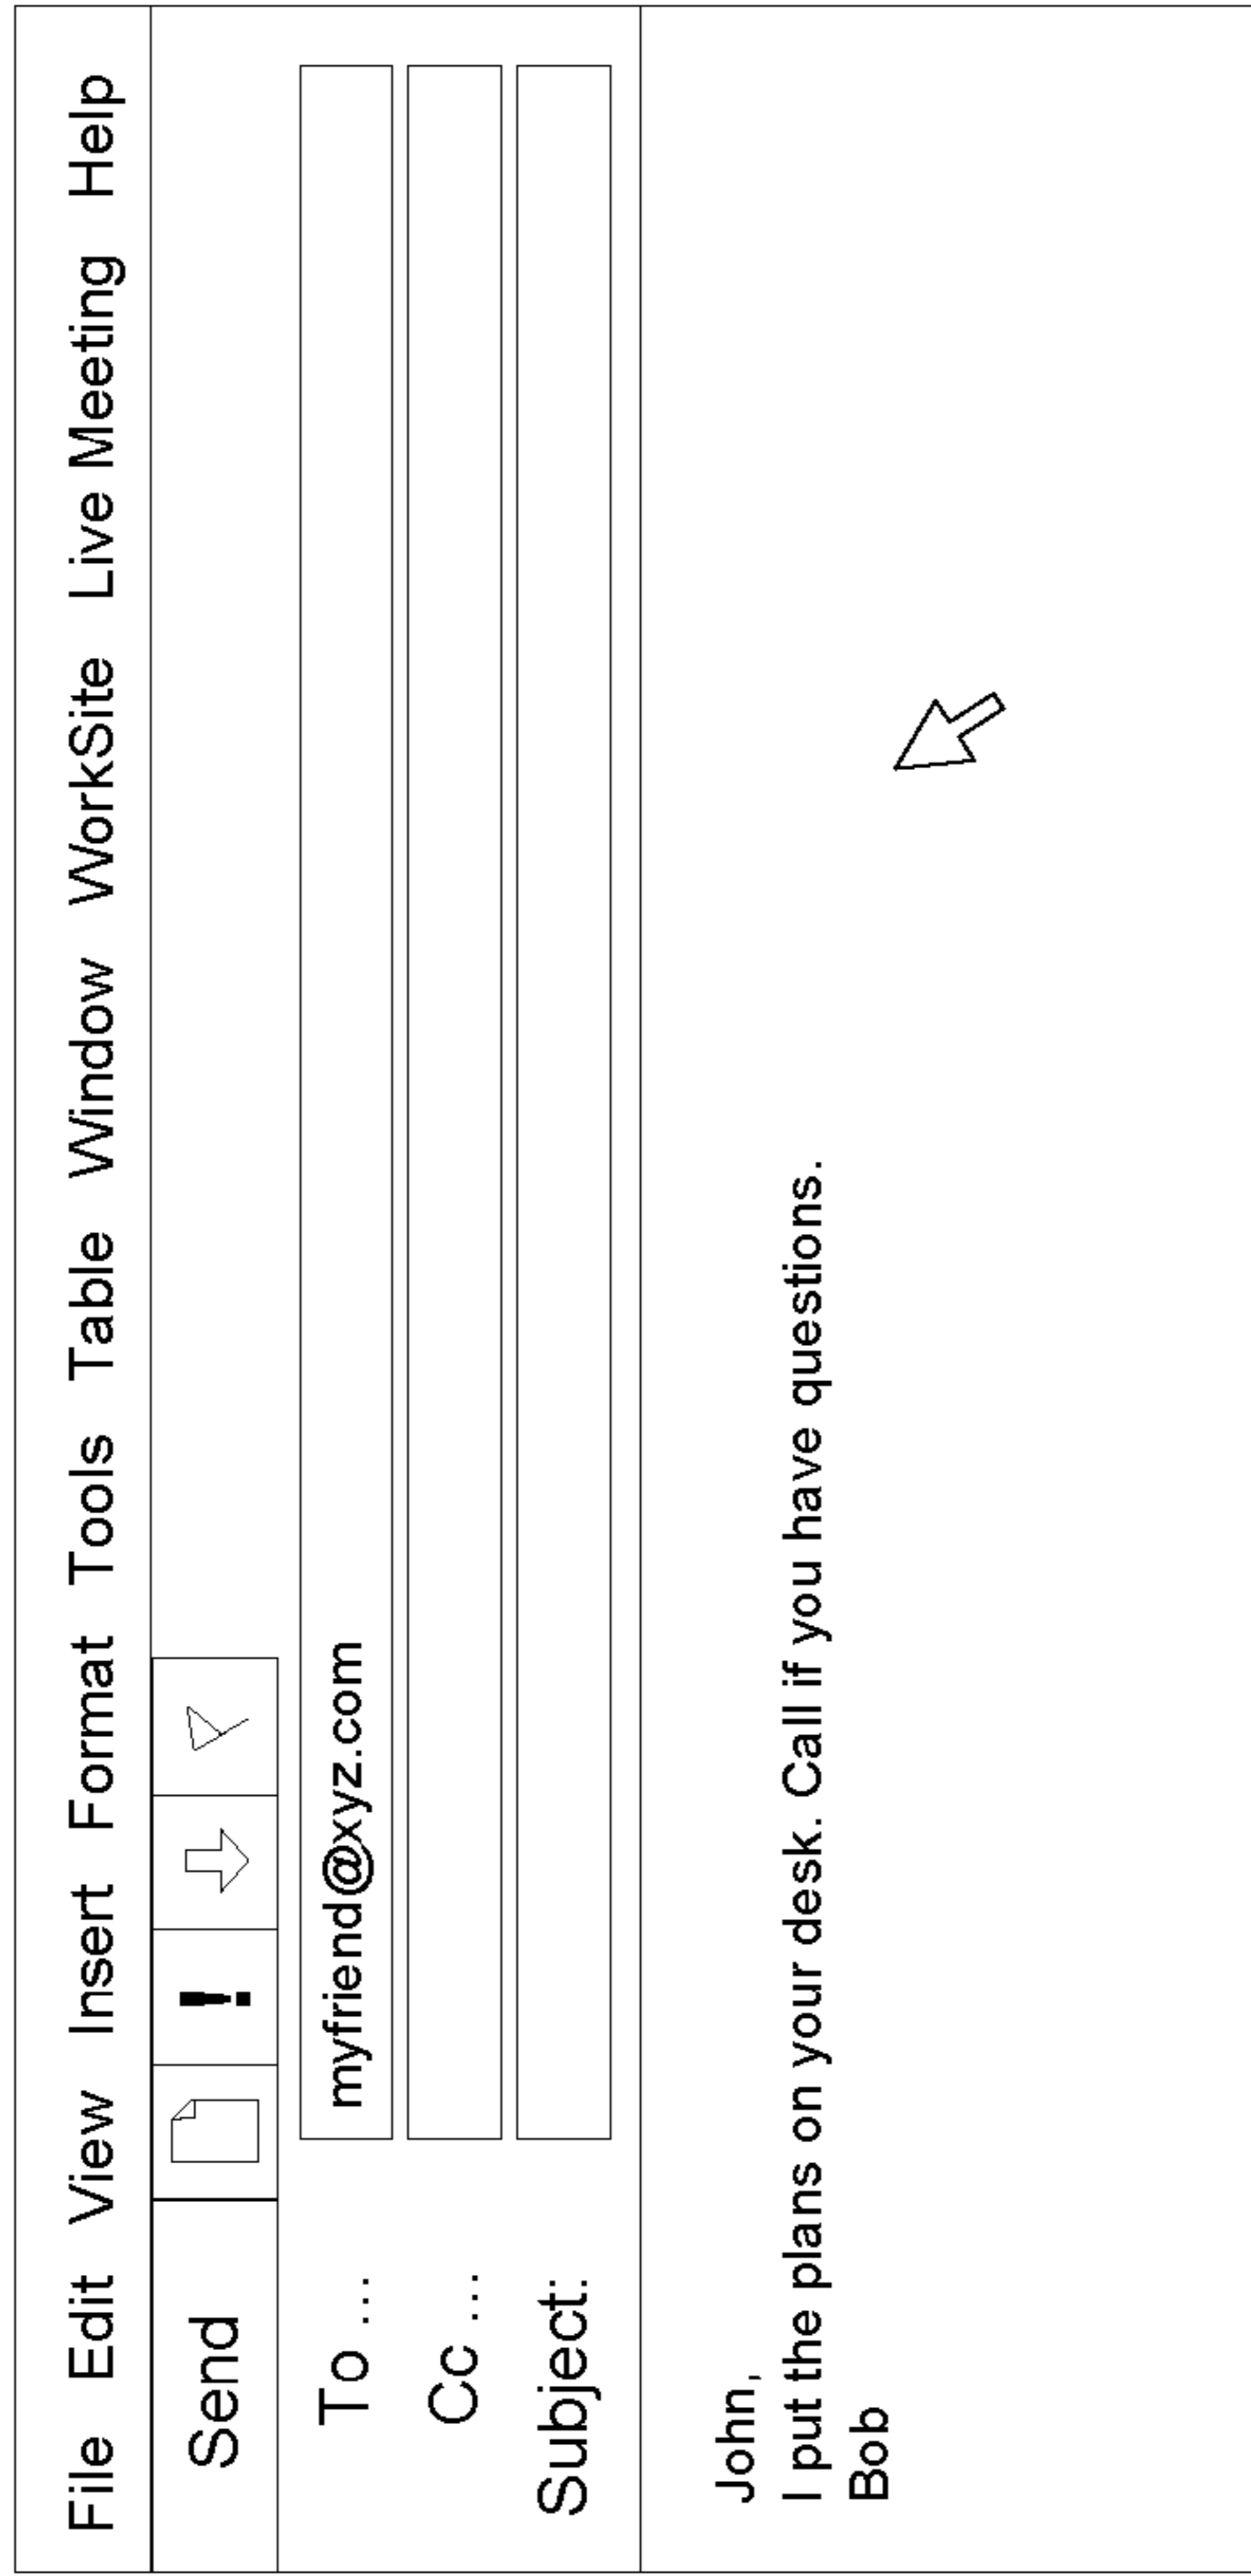 File Edit View Insert Format Tools Table Window WorkSite Live Meeting Help
Send !
To ... myfriend@xyz.com
Cc ...
Subject:
John,
I put the plans on your desk. Call if you have questions.
Bob